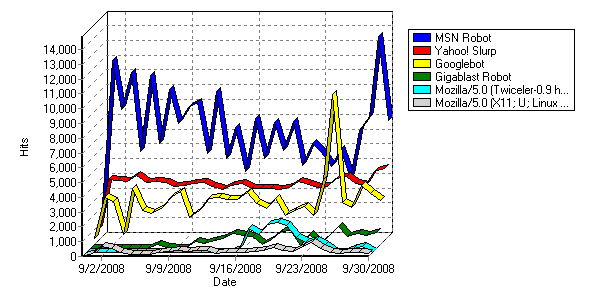 14,000
13,000
12,000
11,000
10,000
9,000
8,000
7,000
6,000
5,000
4,000
3,000
2,000
1,000
0
Hits
9/2/2008 9/9/2008 9/16/2008 9/23/2008 9/30/2008
Date
MSN Robot
Yahoo! Slurp
Googlebot
Gigablast Robot
Mozilla/5.0 (Twiceler-0.9 h...
Mozilla/5.0 (X11; U; Linux ...